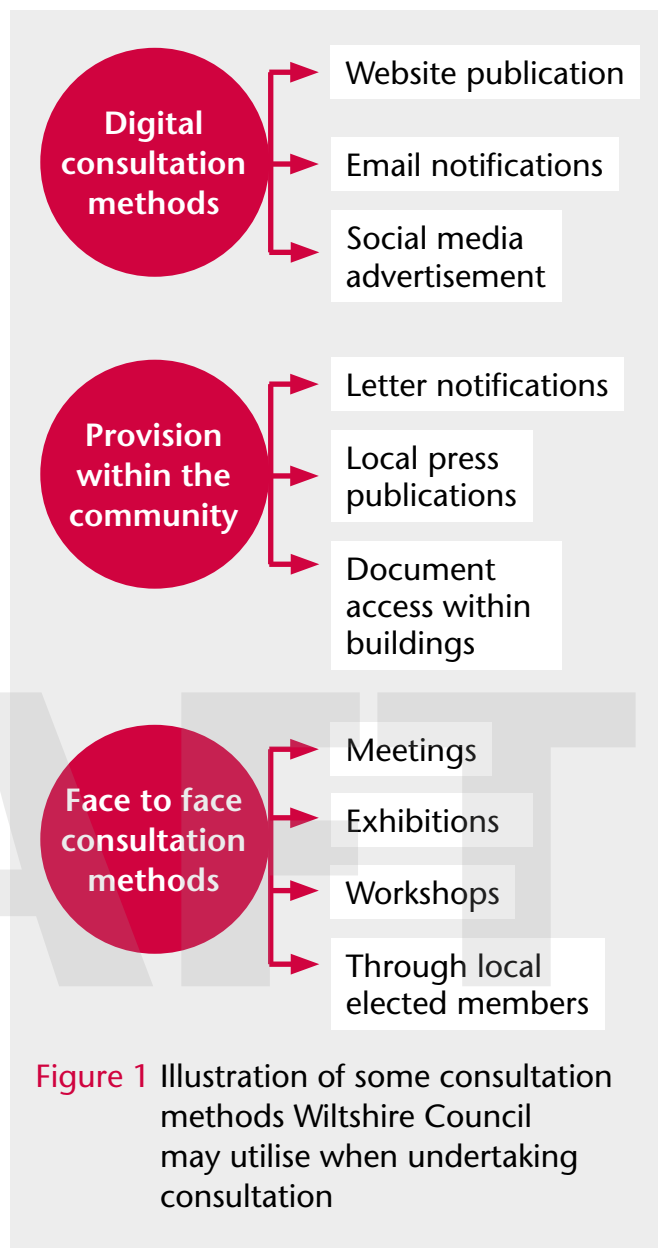 Digital
consultation
methods
Website publication
Email notifications
Social media
advertisement
Provision
within the
community
Letter notifications
Local press
publications
Document
access within
buildings
Face to face
consultation
methods
Meetings
Exhibitions
Workshops
Through local
elected members
AFT
Figure 1 Illustration of some consultation
methods Wiltshire Council
may utilise when undertaking
consultation